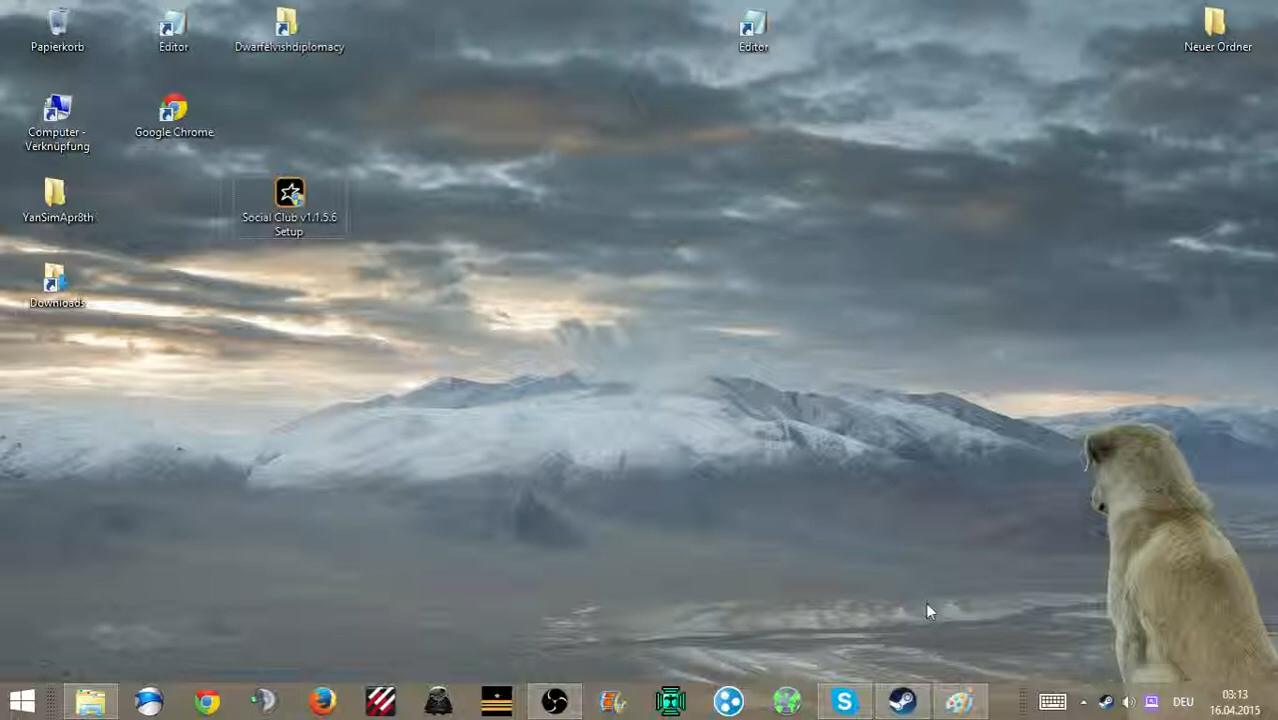 Papierkorb
Editor
Dwarfelvishdiplomacy
Editor
Neuer Ordner
Computer -
Verknüpfung
Google Chrome
YanSimApr8th
Social Club v1.1.5.6
Setup
Downloads
DEU
03:13
16.04.2015